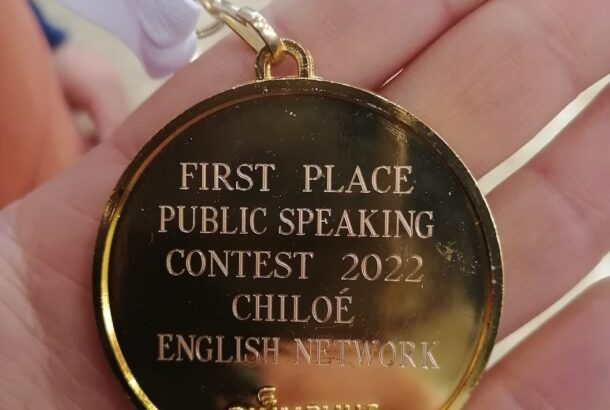 FIRST PLACE
PUBLIC SPEAKING
CONTEST 2022
CHILOÉ
ENGLISH NETWORK